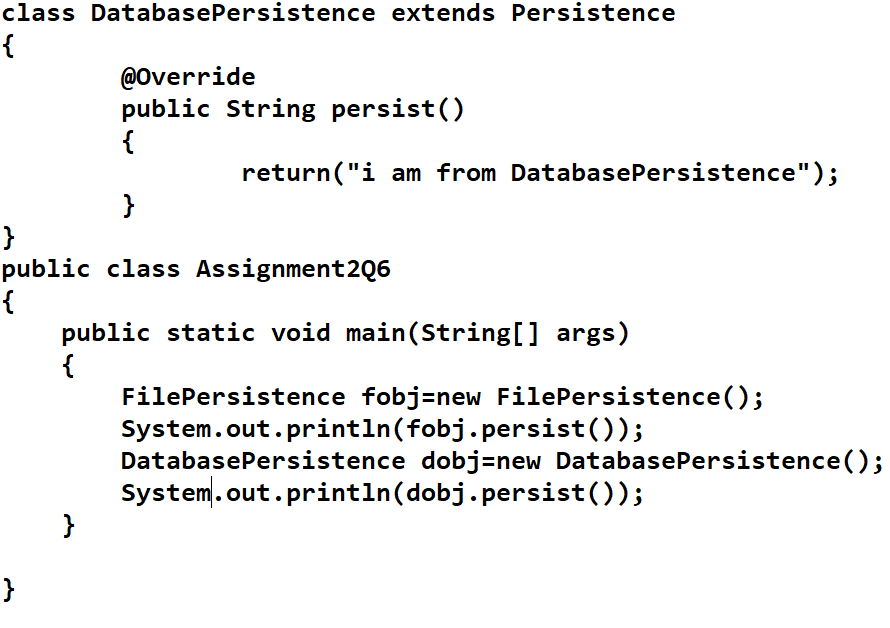 class DatabasePersistence extends Persistence
{
        @Override
        public String persist()
        {
                return("i am from DatabasePersistence");
        }
}
public class Assignment2Q6
{
    public static void main(String[] args)
    {
        FilePersistence fobj=new FilePersistence();
        System.out.println(fobj.persist());
        DatabasePersistence dobj=new DatabasePersistence();
        System.out.println(dobj.persist());
    }
}